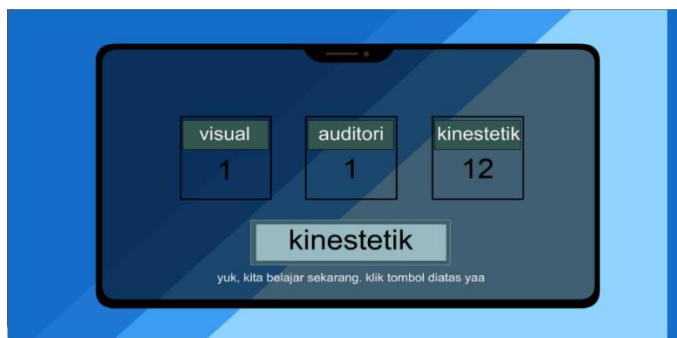 visual auditori kinestetik
1 1 12
kinestetik
yuk, kita belajar sekarang. klik tombol diatas yaa